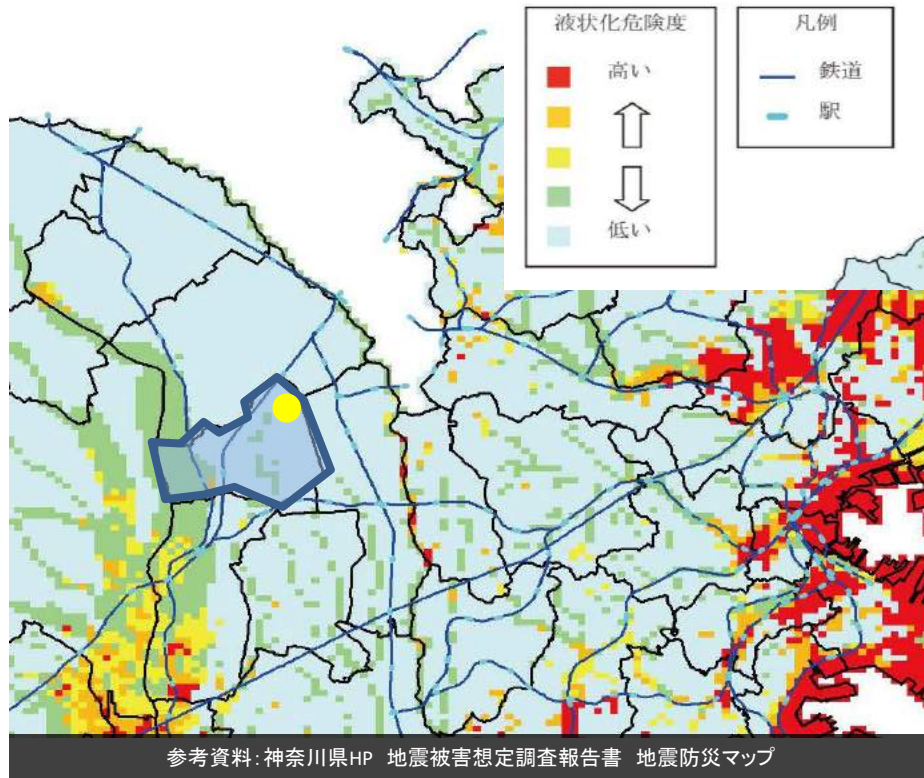 液状化危険度
高い
低い
凡例
鉄道
駅
参考資料:神奈川県HP 地震被害想定調査報告書 地震防災マップ